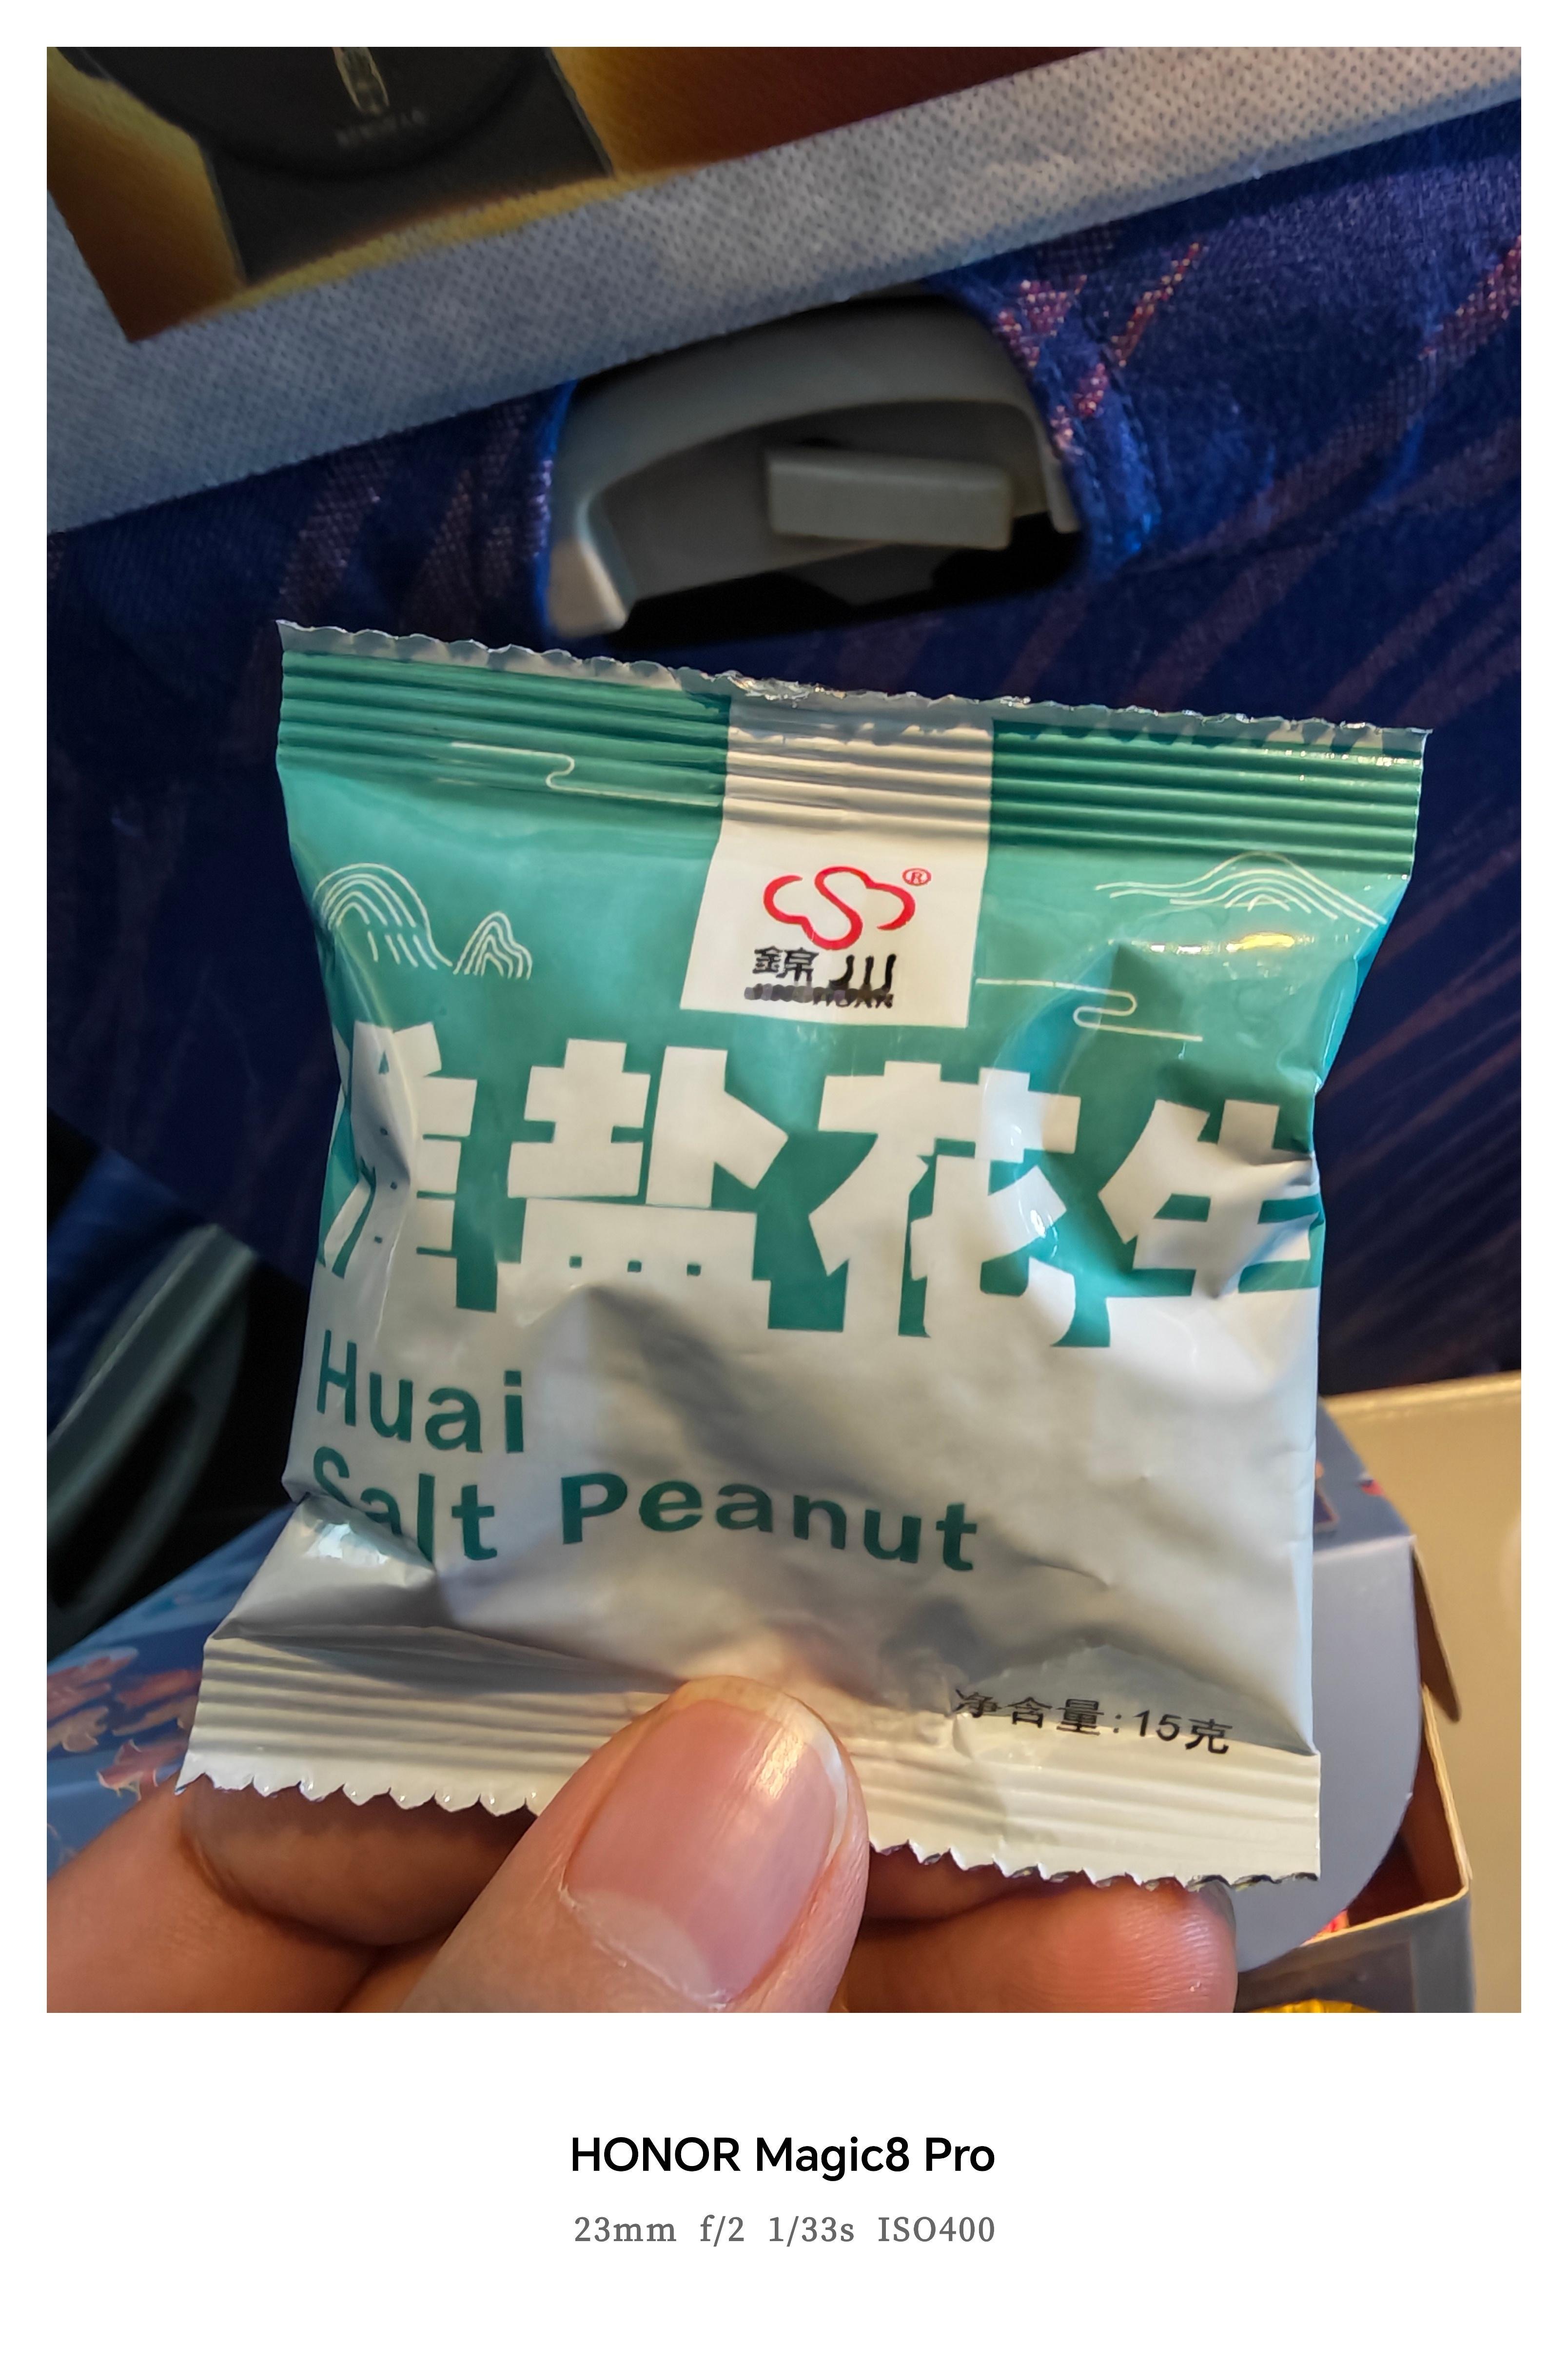 ®
錦川
JINCHUAN
淮盐花生
Huai
Salt Peanut
净含量:15克
HONOR Magic8 Pro
23mm f/2 1/33s ISO400